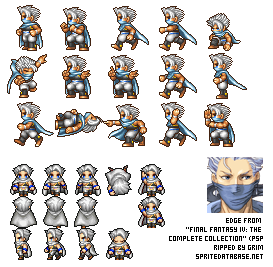 EDGE FROM
"FINAL FANTASY IV: THE
COMPLETE COLLECTION" (PSP
RIPPED BY GRIM
SPRITEDATABASE.NET